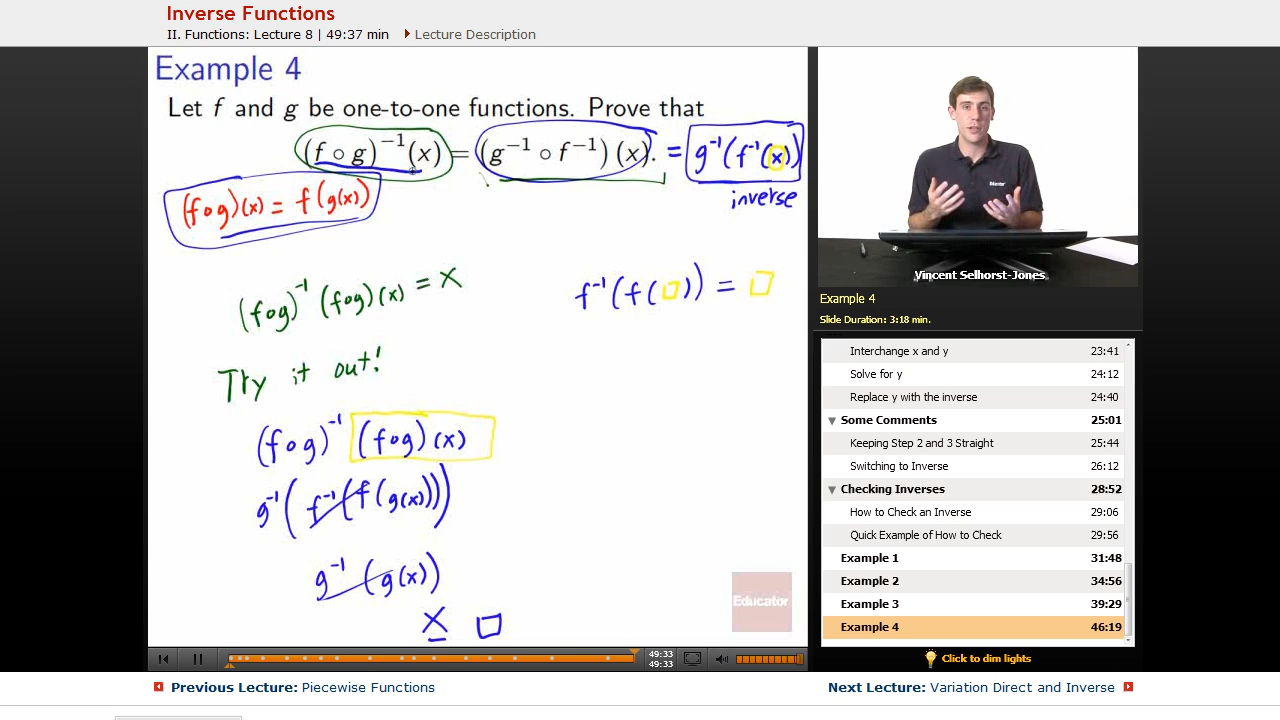 Inverse Functions
II. Functions: Lecture 8 | 49:37 min Lecture Description
Example 4
Let f and g be one-to-one functions. Prove that
(f ∘ g)⁻¹(x) = (g⁻¹ ∘ f⁻¹) (x). = g⁻¹(f⁻¹(x))
inverse
(f∘g)(x) = f(g(x))
(f∘g)⁻¹(f∘g)(x) = x
f⁻¹(f(□)) = □
Try it out!
(f∘g)⁻¹(f∘g)(x)
g⁻¹(f⁻¹(f(g(x))))
g⁻¹(g(x))
x □
Educator
Vincent Selhorst-Jones
Example 4
Slide Duration: 3:18 min.
Interchange x and y 23:41
Solve for y 24:12
Replace y with the inverse 24:40
Some Comments 25:01
Keeping Step 2 and 3 Straight 25:44
Switching to Inverse 26:12
Checking Inverses 28:52
How to Check an Inverse 29:06
Quick Example of How to Check 29:56
Example 1 31:48
Example 2 34:56
Example 3 39:29
Example 4 46:19
49:33
49:33
Click to dim lights
Previous Lecture: Piecewise Functions
Next Lecture: Variation Direct and Inverse